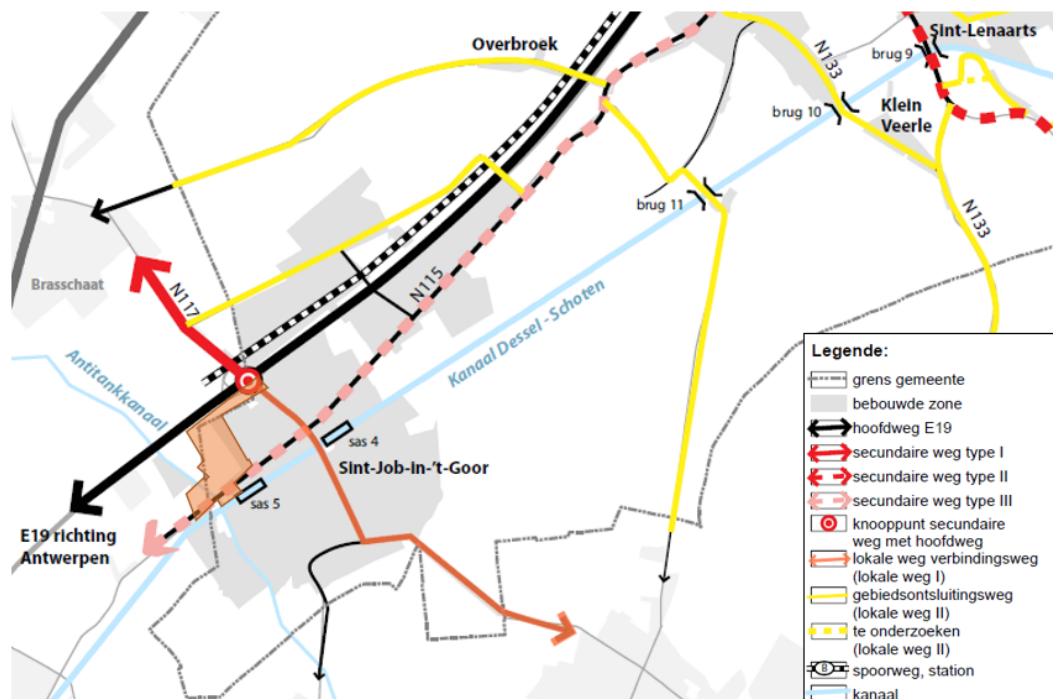 Overbroek
Sint-Lenaarts
N133
brug 9
brug 10
Klein
Veerle
brug 11
N133
Brasschaat
N117
N115
Kanaal Dessel - Schoten
Antitankkanaal
sas 4
Sint-Job-in-'t-Goor
sas 5
E19 richting
Antwerpen
Legende:
grens gemeente
bebouwde zone
hoofdweg E19
secundaire weg type I
secundaire weg type II
secundaire weg type III
knooppunt secundaire
weg met hoofdweg
lokale weg verbindingsweg
(lokale weg I)
gebiedsontsluitingsweg
(lokale weg II)
te onderzoeken
(lokale weg II)
B
spoorweg, station
kanaal